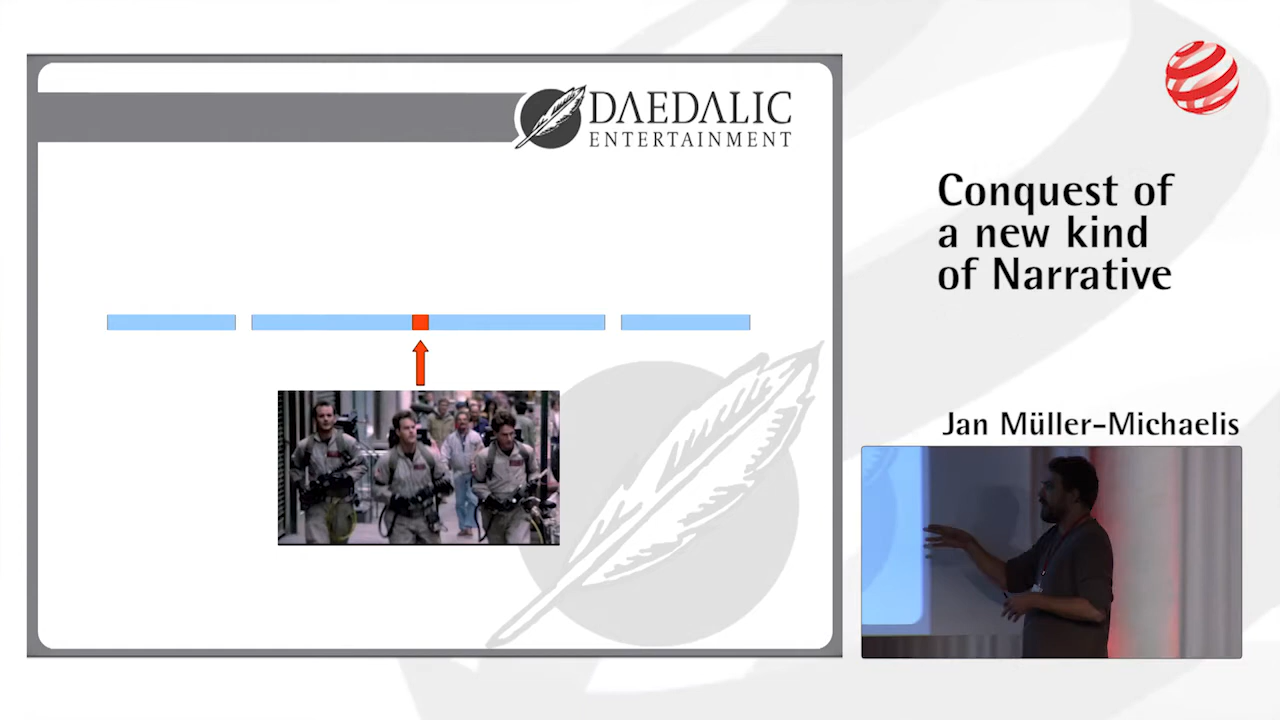 DAEDALIC
ENTERTAINMENT
Conquest of
a new kind
of Narrative
Jan Müller-Michaelis